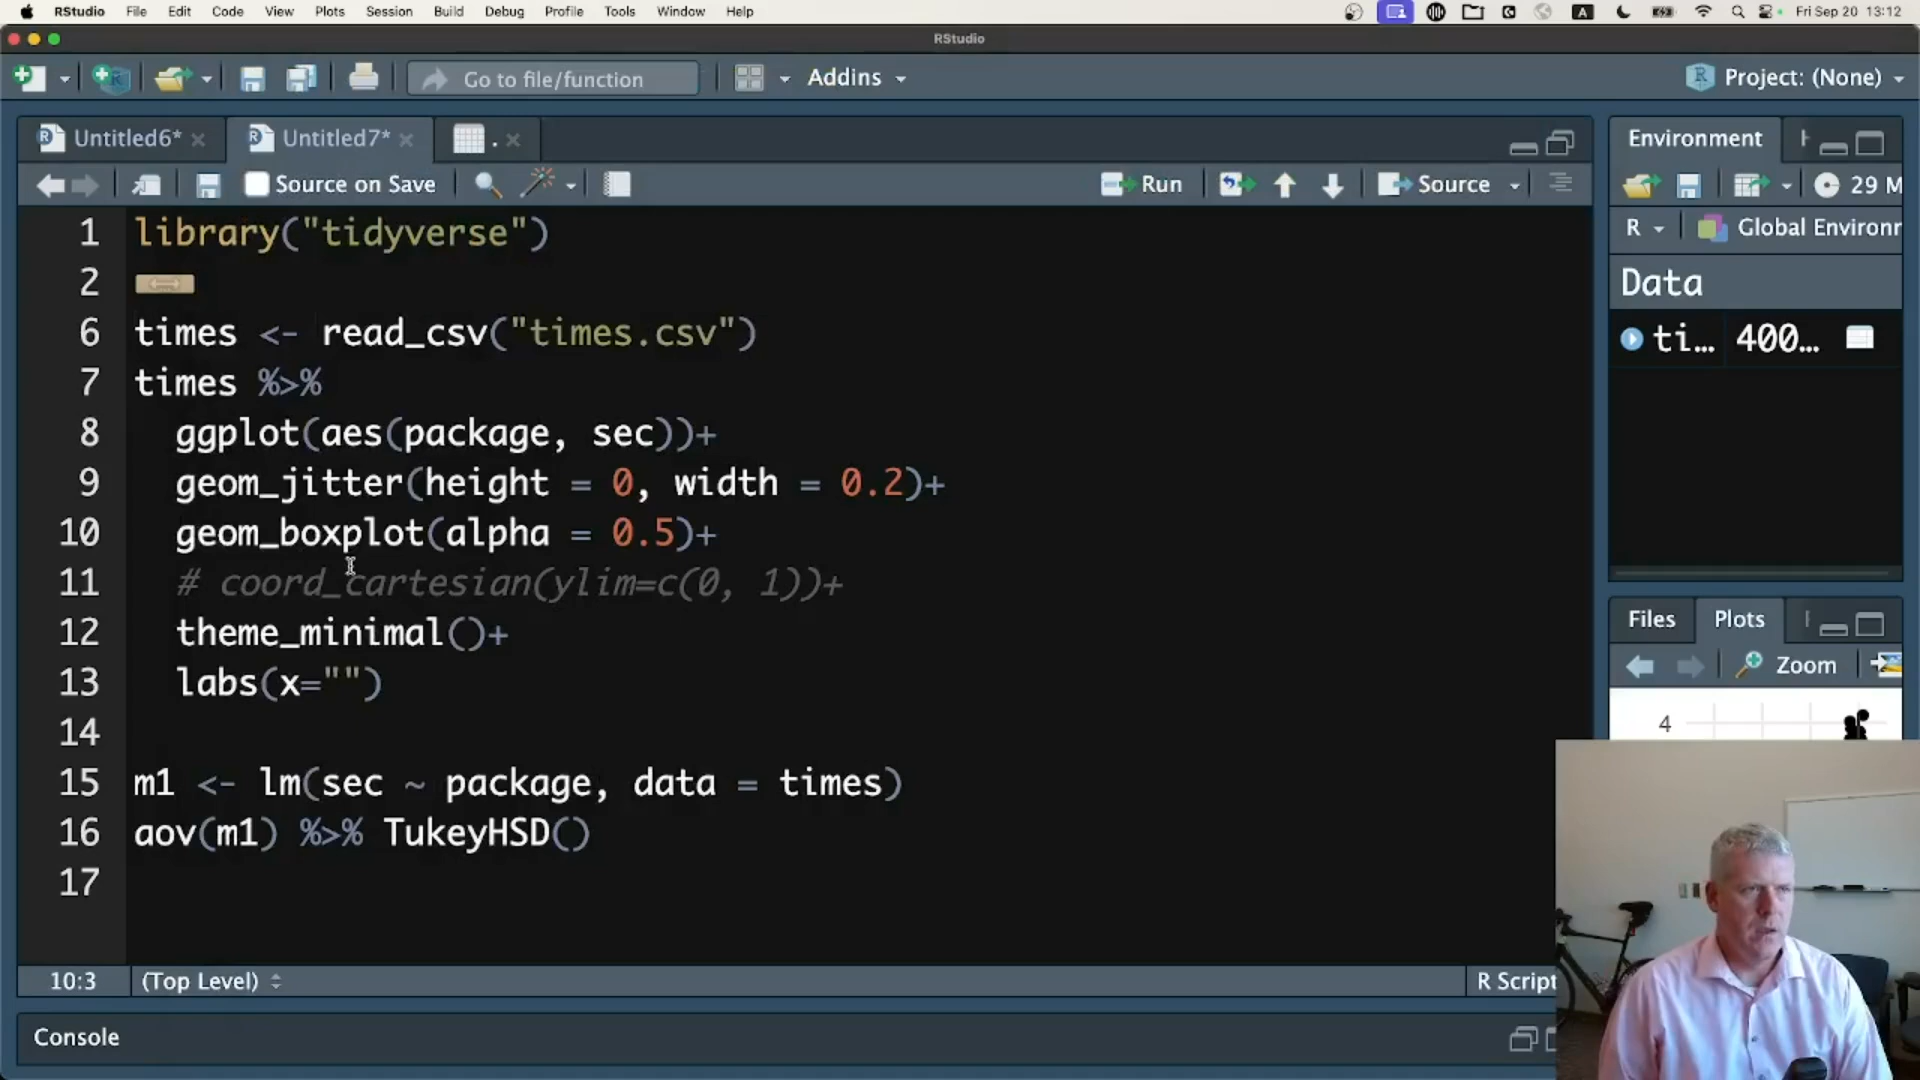 RStudio File Edit Code View Plots Session Build Debug Profile Tools Window Help A Fri Sep 20 13:12
RStudio
Go to file/function Addins Project: (None)
Untitled6* Untitled7* .
Source on Save Run Source
1 library("tidyverse")
2
6 times <- read_csv("times.csv")
7 times %>%
8 ggplot(aes(package, sec))+
9 geom_jitter(height = 0, width = 0.2)+
10 geom_boxplot(alpha = 0.5)+
11 # coord_cartesian(ylim=c(0, 1))+
12 theme_minimal()+
13 labs(x="")
14
15 m1 <- lm(sec ~ package, data = times)
16 aov(m1) %>% TukeyHSD()
17
10:3 (Top Level) R Script
Console
Environment
29 M
R Global Environ
Data
ti... 400...
Files Plots
Zoom
4